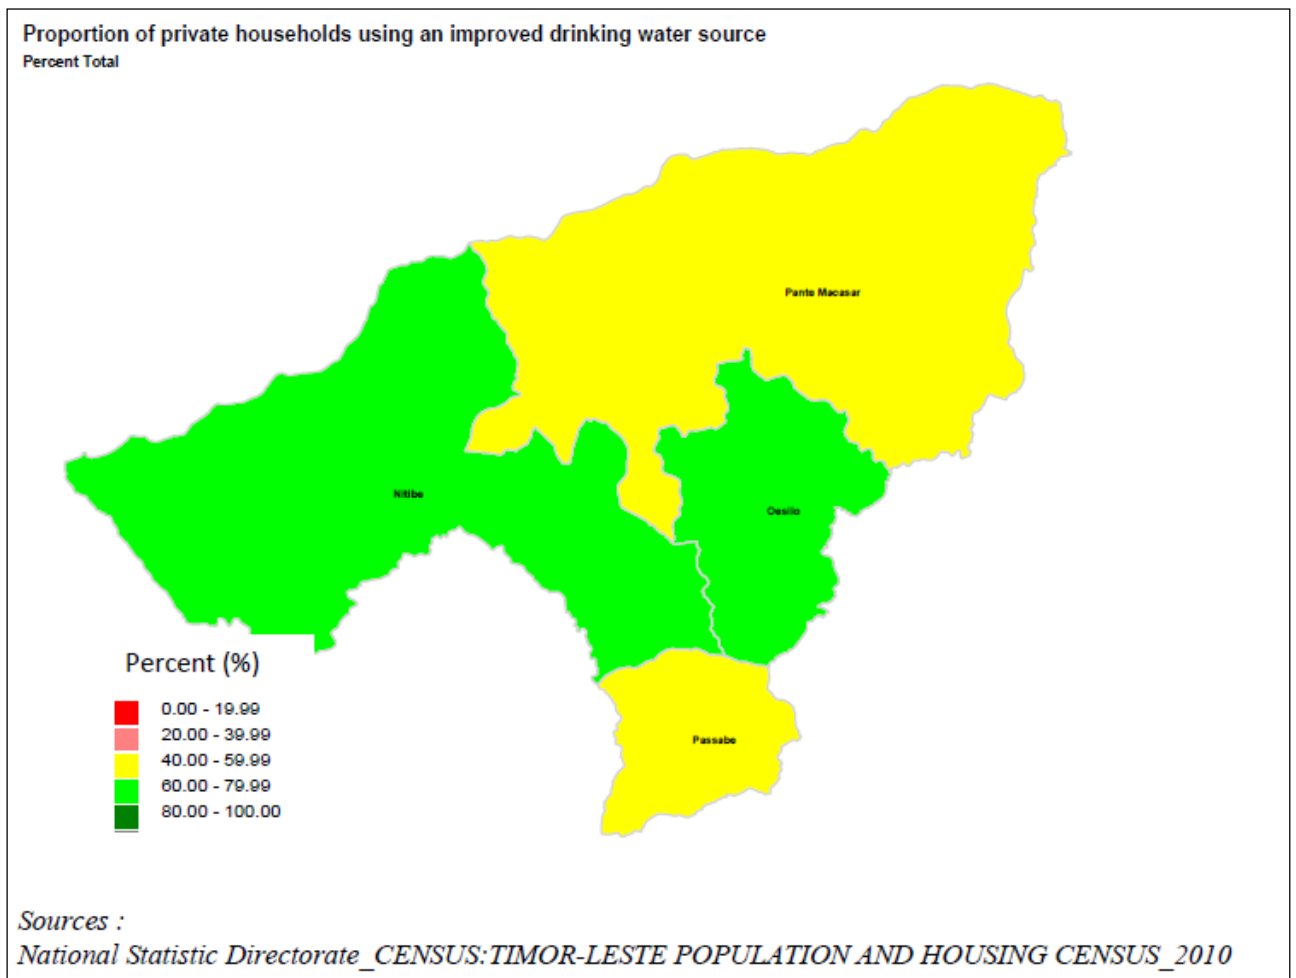 Proportion of private households using an improved drinking water source
Percent Total
Pante Macasar
Nitibe
Oesilo
Percent (%)
0.00 - 19.99
20.00 - 39.99
40.00 - 59.99
60.00 - 79.99
80.00 - 100.00
Passabe
Sources :
National Statistic Directorate_CENSUS:TIMOR-LESTE POPULATION AND HOUSING CENSUS_2010